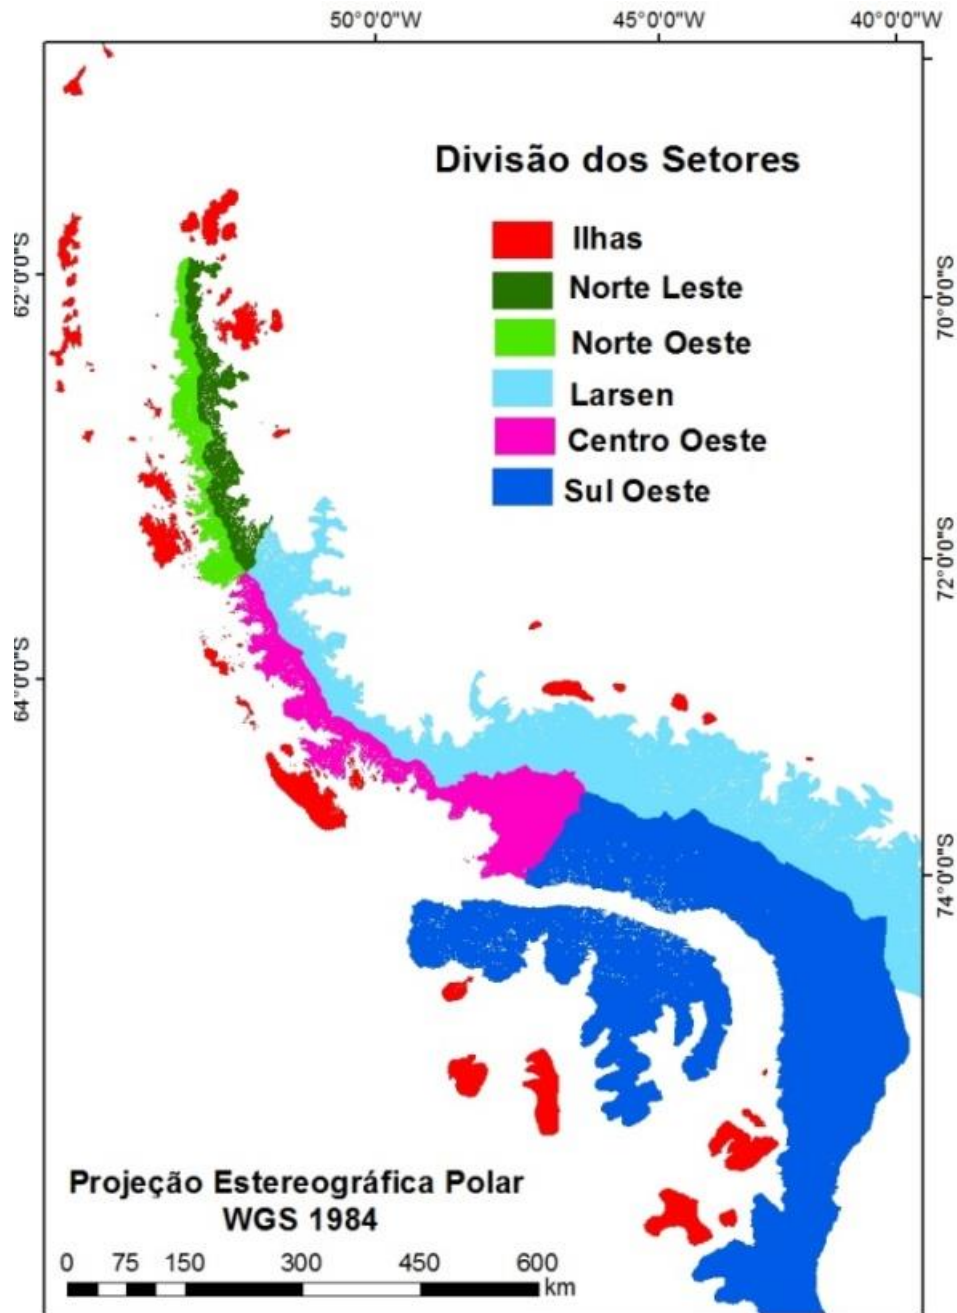 50°0'0"W 45°0'0"W 40°0'0"W
Divisão dos Setores
Ilhas
Norte Leste
Norte Oeste
Larsen
Centro Oeste
Sul Oeste
62°0'0"S
64°0'0"S
70°0'0"S
72°0'0"S
74°0'0"S
Projeção Estereográfica Polar
WGS 1984
0 75 150 300 450 600
km